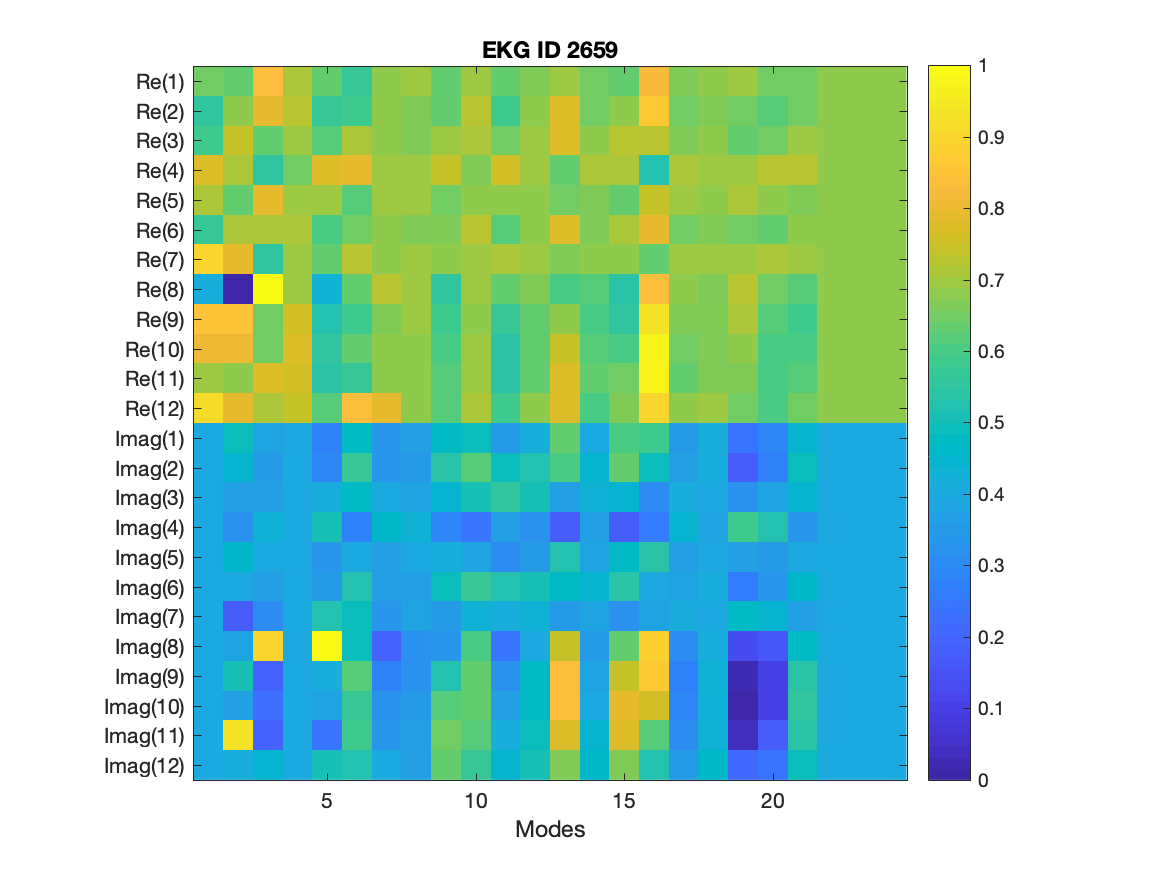 EKG ID 2659
Re(1)
Re(2)
Re(3)
Re(4)
Re(5)
Re(6)
Re(7)
Re(8)
Re(9)
Re(10)
Re(11)
Re(12)
Imag(1)
Imag(2)
Imag(3)
Imag(4)
Imag(5)
Imag(6)
Imag(7)
Imag(8)
Imag(9)
Imag(10)
Imag(11)
Imag(12)
5 10 15 20
Modes
1
0.9
0.8
0.7
0.6
0.5
0.4
0.3
0.2
0.1
0